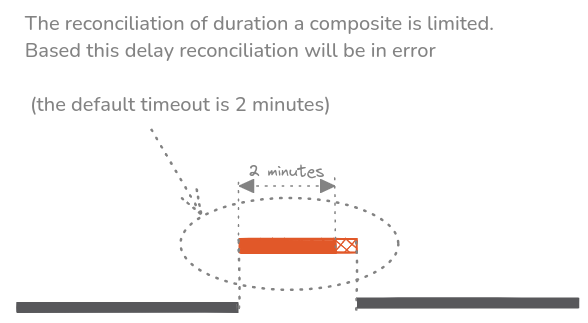 The reconciliation of duration a composite is limited.
Based this delay reconciliation will be in error
(the default timeout is 2 minutes)
2 minutes